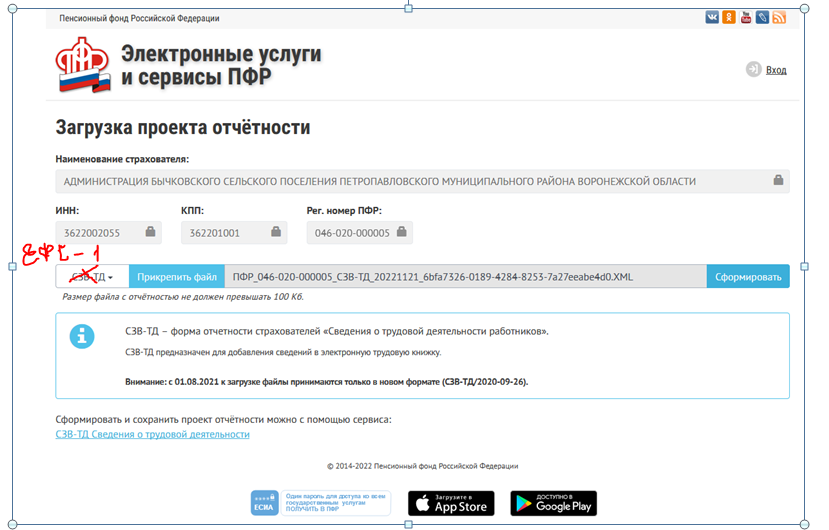 Пенсионный фонд Российской Федерации
Электронные услуги
и сервисы ПФР
Вход
Загрузка проекта отчётности
Наименование страхователя:
АДМИНИСТРАЦИЯ БЫЧКОВСКОГО СЕЛЬСКОГО ПОСЕЛЕНИЯ ПЕТРОПАВЛОВСКОГО МУНИЦИПАЛЬНОГО РАЙОНА ВОРОНЕЖСКОЙ ОБЛАСТИ
ИНН: КПП: Рег. номер ПФР:
3622002055 362201001 046-020-000005
ЕФС-1
СЗВ-ТД Прикрепить файл ПФР_046-020-000005_СЗВ-ТД_20221121_6bfa7326-0189-4284-8253-7a27eeabe4d0.XML Сформировать
Размер файла с отчётностью не должен превышать 100 Кб.
СЗВ-ТД – форма отчетности страхователей «Сведения о трудовой деятельности работников».
СЗВ-ТД предназначен для добавления сведений в электронную трудовую книжку.
Внимание: с 01.08.2021 к загрузке файлы принимаются только в новом формате (СЗВ-ТД/2020-09-26).
Сформировать и сохранить проект отчётности можно с помощью сервиса:
СЗВ-ТД Сведения о трудовой деятельности
© 2014-2022 Пенсионный фонд Российской Федерации
ЕСИА
Один пароль для доступа ко всем
государственным услугам
ПОЛУЧИТЬ В ПФР
Загрузите в
App Store
ДОСТУПНО В
Google Play